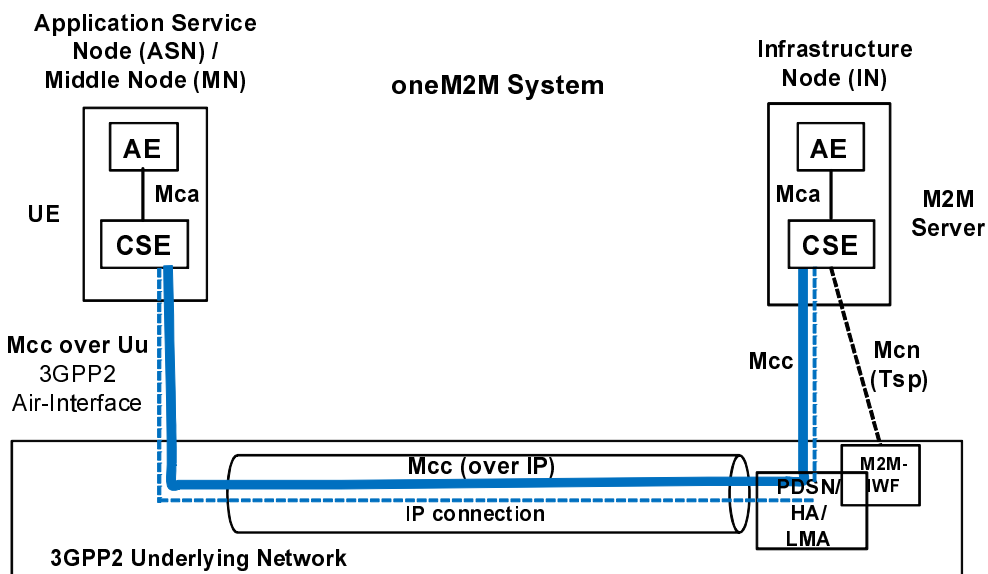 Application Service
Node (ASN) /
Middle Node (MN)
oneM2M System
Infrastructure
Node (IN)
AE
Mca
CSE
UE
AE
Mca
CSE
M2M
Server
Mcc over Uu
3GPP2
Air-Interface
Mcc
Mcn
(Tsp)
Mcc (over IP)
IP connection
M2M-
IWF
PDSN/
HA/
LMA
3GPP2 Underlying Network